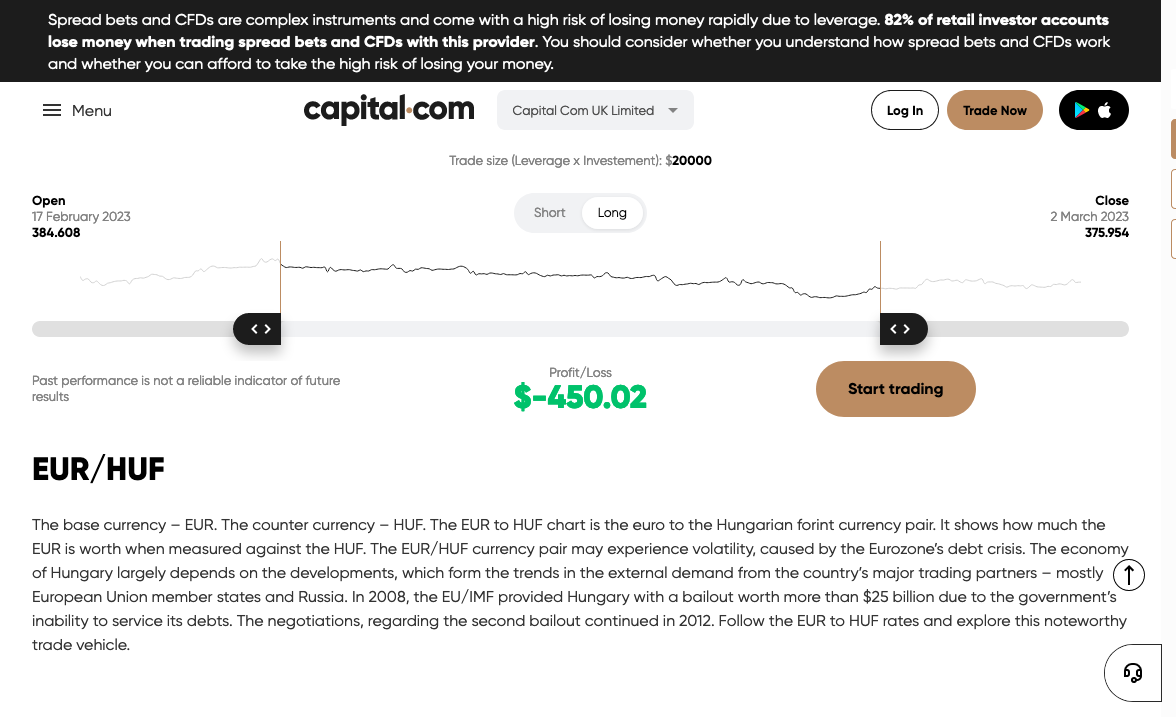 Spread bets and CFDs are complex instruments and come with a high risk of losing money rapidly due to leverage. 82% of retail investor accounts
lose money when trading spread bets and CFDs with this provider. You should consider whether you understand how spread bets and CFDs work
and whether you can afford to take the high risk of losing your money.
Menu
capital.com
Capital Com UK Limited
Log In
Trade Now
Trade size (Leverage x Investement): $20000
Open
17 February 2023
384.608
Short
Long
Close
2 March 2023
375.954
Past performance is not a reliable indicator of future
results
Profit/Loss
$-450.02
Start trading
EUR/HUF
The base currency – EUR. The counter currency – HUF. The EUR to HUF chart is the euro to the Hungarian forint currency pair. It shows how much the
EUR is worth when measured against the HUF. The EUR/HUF currency pair may experience volatility, caused by the Eurozone’s debt crisis. The economy
of Hungary largely depends on the developments, which form the trends in the external demand from the country’s major trading partners – mostly
European Union member states and Russia. In 2008, the EU/IMF provided Hungary with a bailout worth more than $25 billion due to the government’s
inability to service its debts. The negotiations, regarding the second bailout continued in 2012. Follow the EUR to HUF rates and explore this noteworthy
trade vehicle.